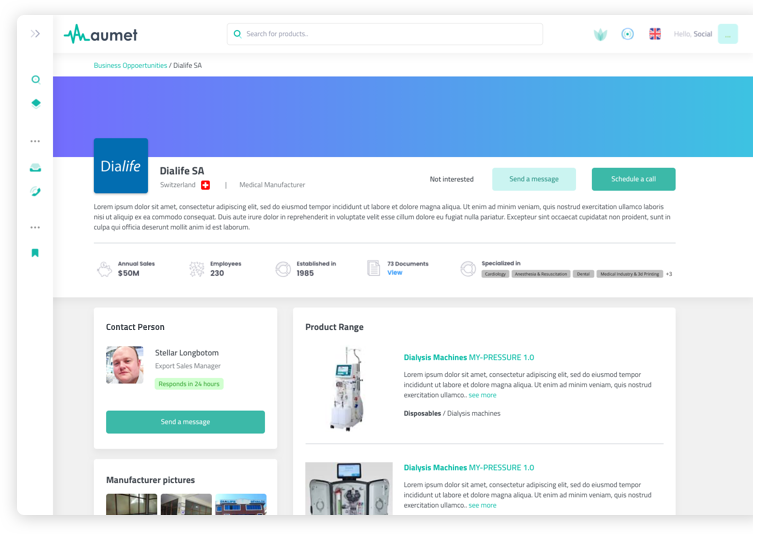 aumet
Search for products..
Hello, Social
...
Business Oppoertunities / Dialife SA
Dialife
Dialife SA
Switzerland | Medical Manufacturer
Not interested
Send a message
Schedule a call
Lorem ipsum dolor sit amet, consectetur adipiscing elit, sed do eiusmod tempor incididunt ut labore et dolore magna aliqua. Ut enim ad minim veniam, quis nostrud exercitation ullamco laboris
nisi ut aliquip ex ea commodo consequat. Duis aute irure dolor in reprehenderit in voluptate velit esse cillum dolore eu fugiat nulla pariatur. Excepteur sint occaecat cupidatat non proident, sunt in
culpa qui officia deserunt mollit anim id est laborum.
Annual Sales
$50M
Employees
230
Established in
1985
73 Documents
View
Specialized in
Cardiology
Anesthesia & Resuscitation
Dental
Medical Industry & 3d Printing
+3
Contact Person
Stellar Longbotom
Export Sales Manager
Responds in 24 hours
Send a message
Manufacturer pictures
Product Range
Dialysis Machines MY-PRESSURE 1.0
Lorem ipsum dolor sit amet, consectetur adipiscing elit, sed do eiusmod tempor
incididunt ut labore et dolore magna aliqua. Ut enim ad minim veniam, quis nostrud
exercitation ullamco.. see more
Disposables / Dialysis machines
Dialysis Machines MY-PRESSURE 1.0
Lorem ipsum dolor sit amet, consectetur adipiscing elit, sed do eiusmod tempor
incididunt ut labore et dolore magna aliqua. Ut enim ad minim veniam, quis nostrud
exercitation ullamco.. see more